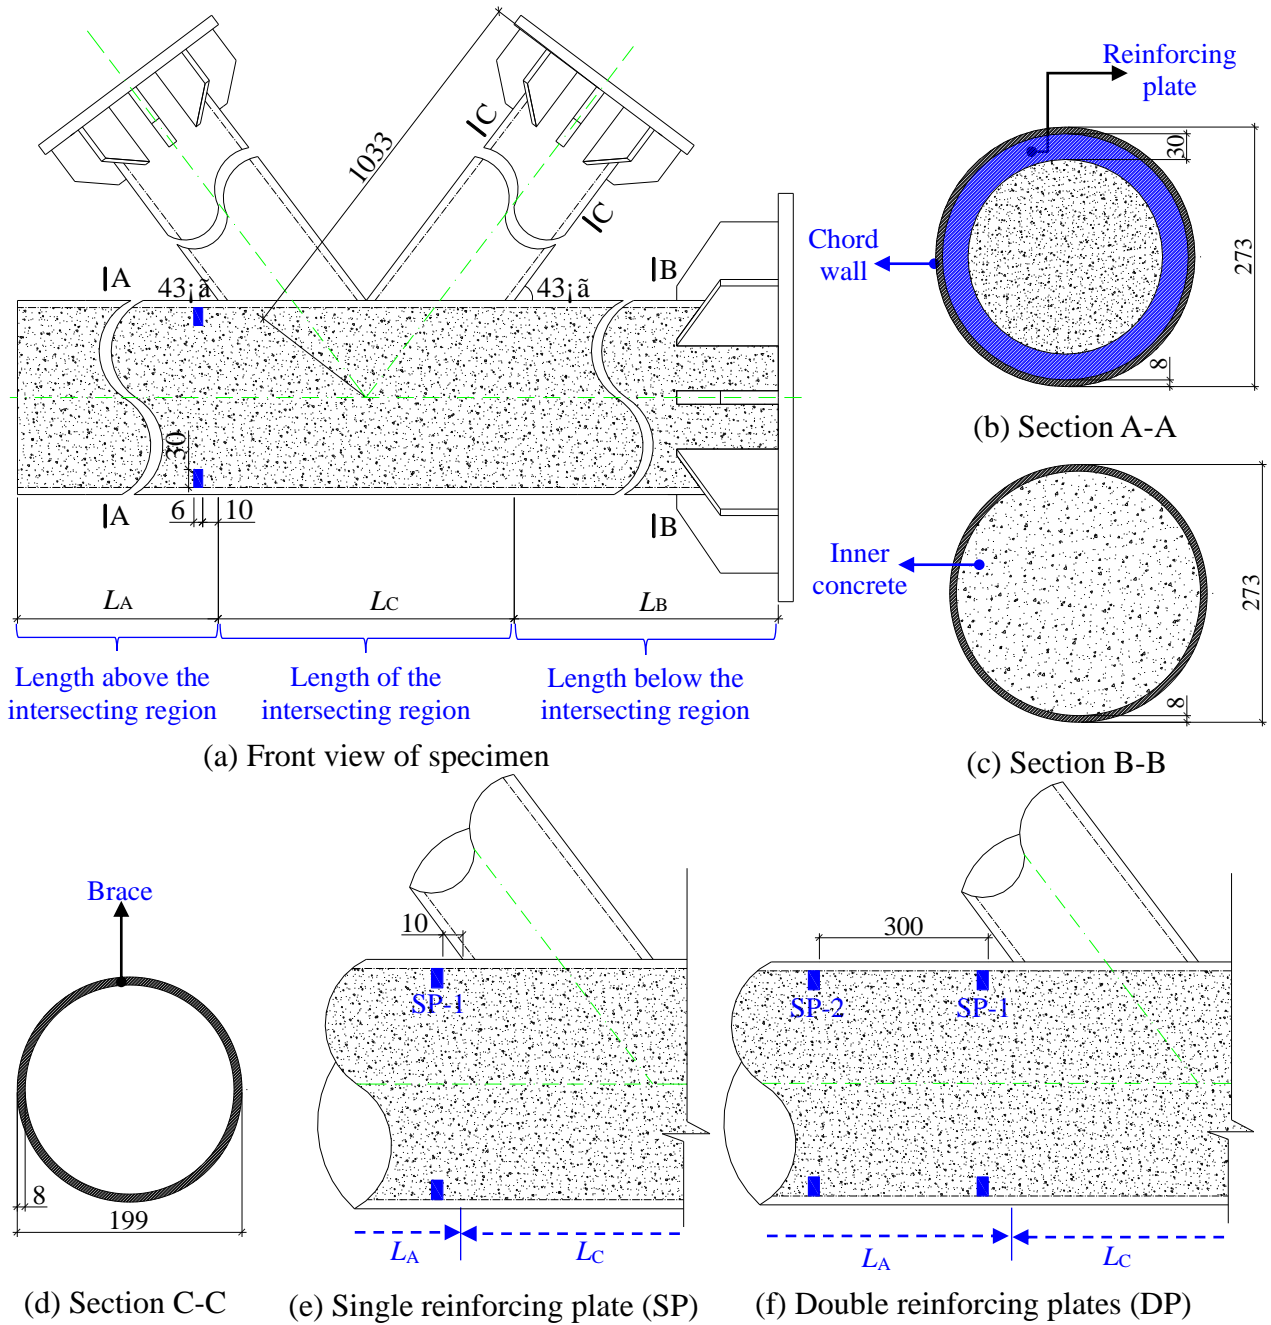 1033
C
C
A
B
43¡ã
43¡ã
30
A
6
10
B
LA
LC
LB
Length above the
intersecting region
Length of the
intersecting region
Length below the
intersecting region
(a) Front view of specimen
Reinforcing
plate
30
Chord
wall
273
8
(b) Section A-A
Inner
concrete
273
8
(c) Section B-B
Brace
8
199
(d) Section C-C
10
SP-1
LA
LC
(e) Single reinforcing plate (SP)
300
SP-2
SP-1
LA
LC
(f) Double reinforcing plates (DP)